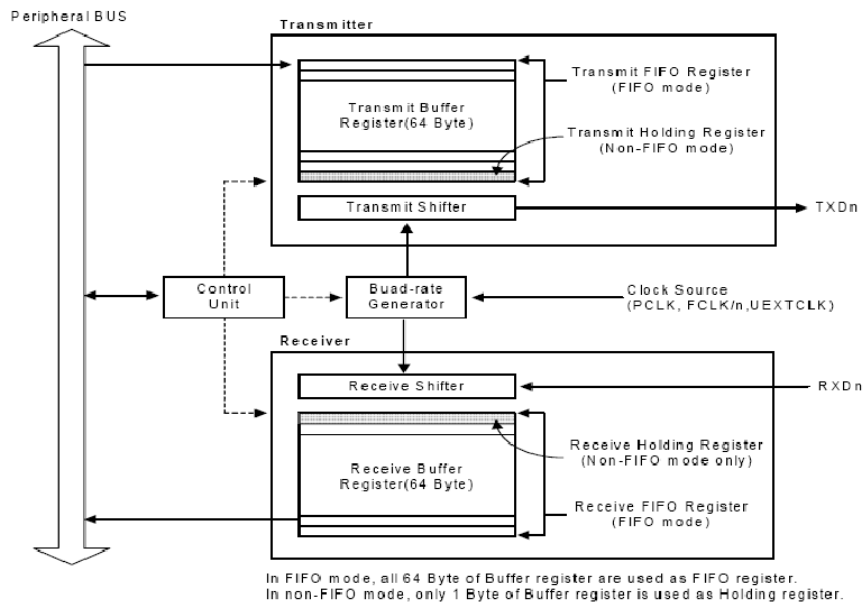 Peripheral BUS
Transmitter
Transmit FIFO Register
(FIFO mode)
Transmit Buffer
Register(64 Byte)
Transmit Holding Register
(Non-FIFO mode)
Transmit Shifter
TXDn
Control
Unit
Buad-rate
Generator
Clock Source
(PCLK, FCLK/n,UEXTCLK)
Receiver
Receive Shifter
RXDn
Receive Holding Register
(Non-FIFO mode only)
Receive Buffer
Register(64 Byte)
Receive FIFO Register
(FIFO mode)
In FIFO mode, all 64 Byte of Buffer register are used as FIFO register.
In non-FIFO mode, only 1 Byte of Buffer register is used as Holding register.